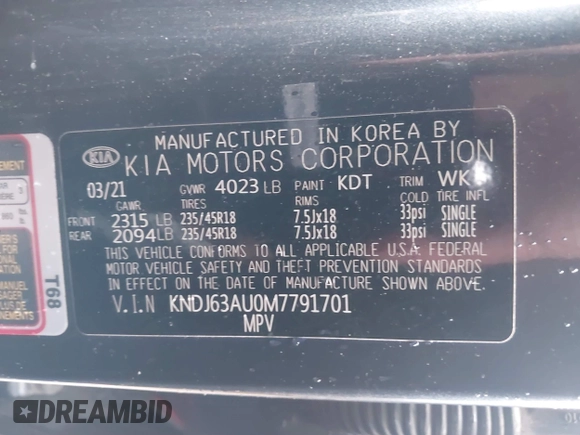 MANUFACTURED IN KOREA BY
KIA KIA MOTORS CORPORATION
03/21 GVWR 4023 LB PAINT KDT TRIM WK
GAWR TIRES RIMS COLD TIRE INFL
FRONT 2315 LB 235/45R18 7.5Jx18 33psi SINGLE
REAR 2094 LB 235/45R18 7.5Jx18 33psi SINGLE
THIS VEHICLE CONFORMS TO ALL APPLICABLE U.S.A. FEDERAL
MOTOR VEHICLE SAFETY AND THEFT PREVENTION STANDARDS
IN EFFECT ON THE DATE OF MANUFACTURE SHOWN ABOVE.
V.I.N KNDJ63AU0M7791701
MPV
T68
EMENT
MANUEL
DREAMBID